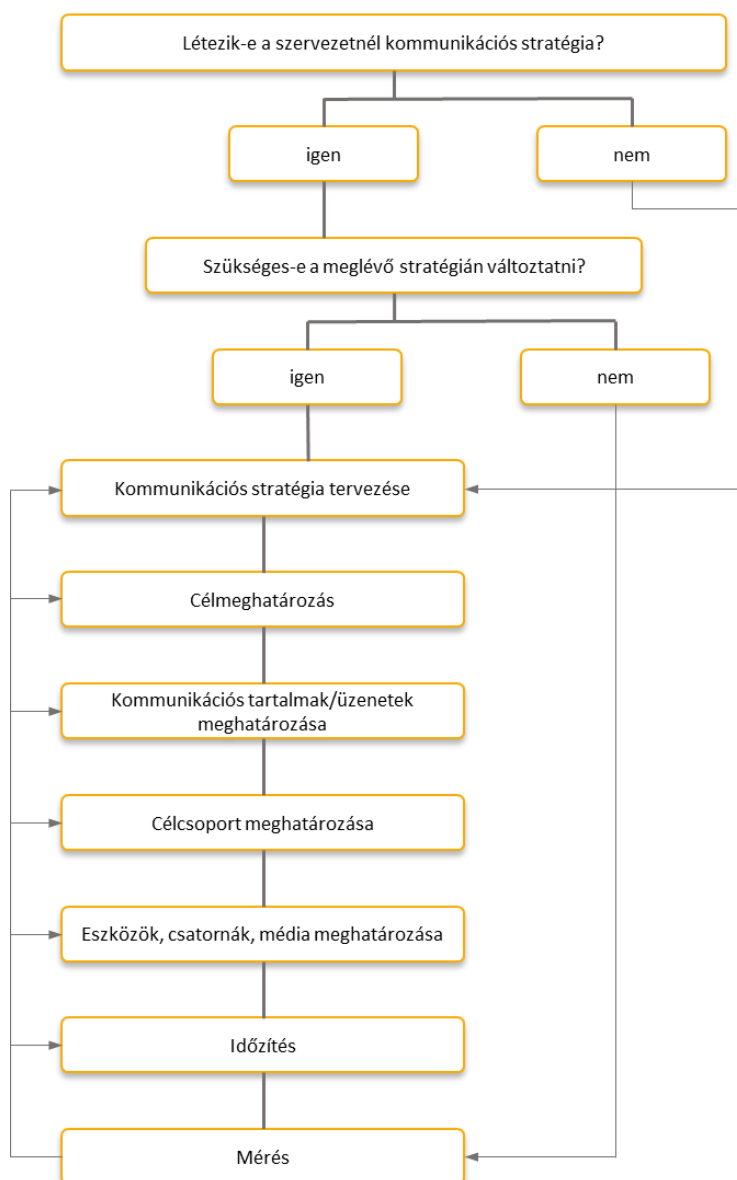 Létezik-e a szervezetnél kommunikációs stratégia?
igen
nem
Szükséges-e a meglévő stratégián változtatni?
igen
nem
Kommunikációs stratégia tervezése
Célmeghatározás
Kommunikációs tartalmak/üzenetek
meghatározása
Célcsoport meghatározása
Eszközök, csatornák, média meghatározása
Időzítés
Mérés